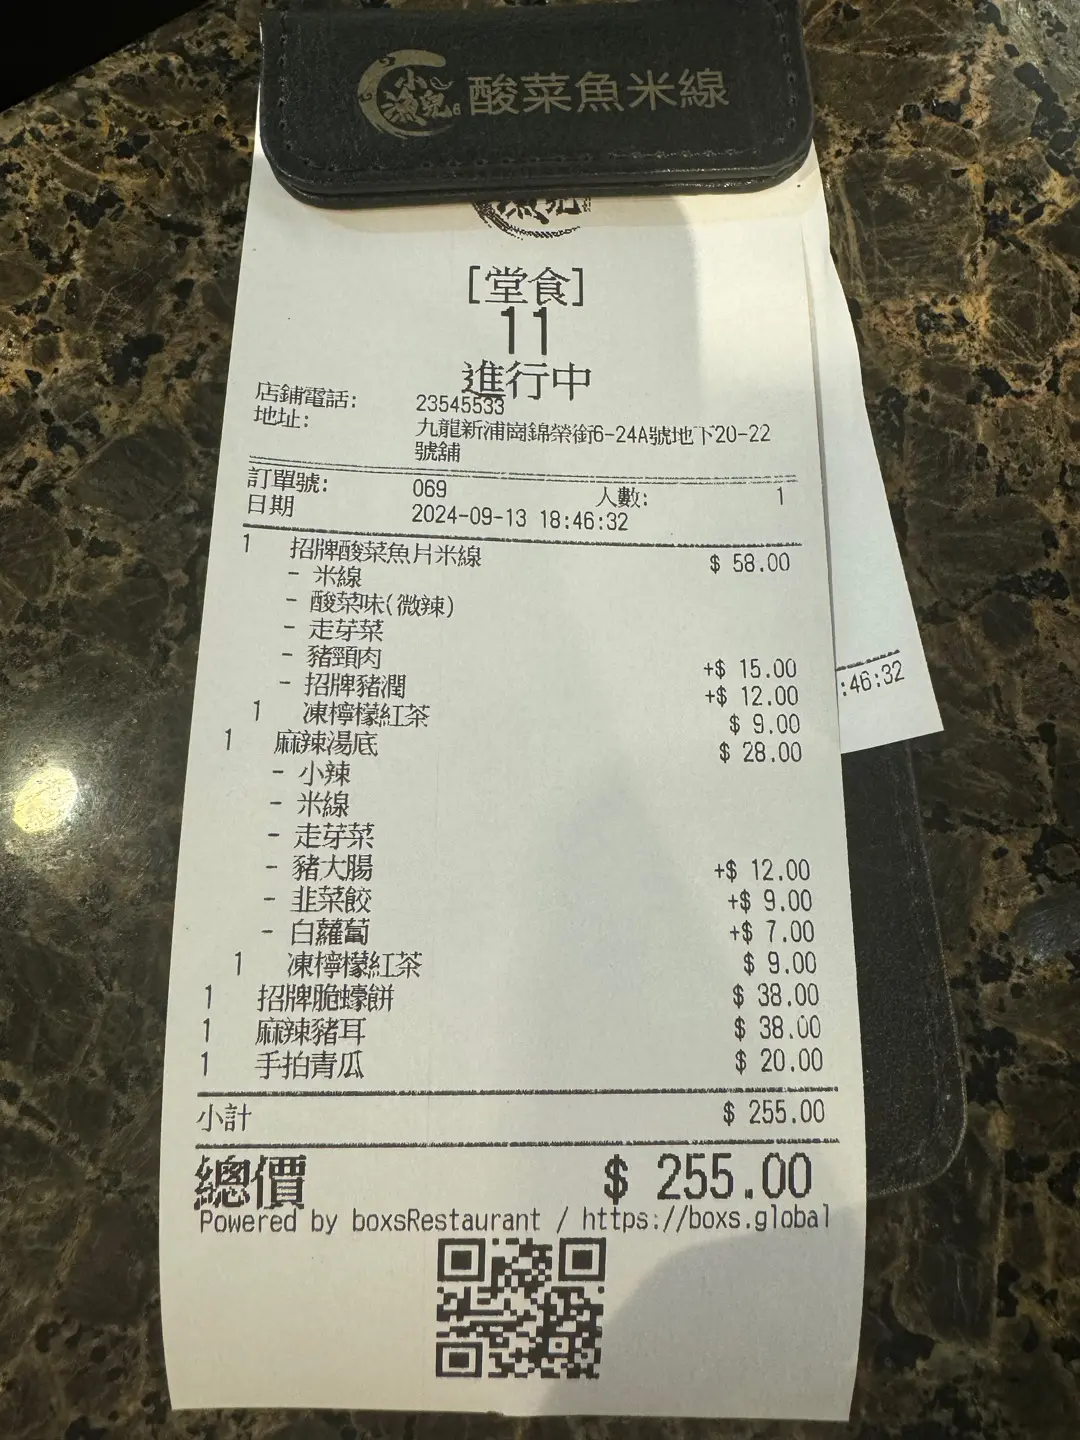 小漁兒 酸菜魚米線
[堂食]
11
進行中
店鋪電話: 23545533
地址: 九龍新浦崗錦榮街6-24A號地下20-22
號舖
訂單號: 069 人數: 1
日期 2024-09-13 18:46:32
1 招牌酸菜魚片米線 $ 58.00
- 米線
- 酸菜味(微辣)
- 走芽菜
- 豬頸肉 +$ 15.00
- 招牌豬潤 +$ 12.00
1 凍檸檬紅茶 $ 9.00
1 麻辣湯底 $ 28.00
- 小辣
- 米線
- 走芽菜
- 豬大腸 +$ 12.00
- 韭菜餃 +$ 9.00
- 白蘿蔔 +$ 7.00
1 凍檸檬紅茶 $ 9.00
1 招牌脆蠔餅 $ 38.00
1 麻辣豬耳 $ 38.00
1 手拍青瓜 $ 20.00
小計 $ 255.00
總價 $ 255.00
Powered by boxsRestaurant / https://boxs.global
:46:32